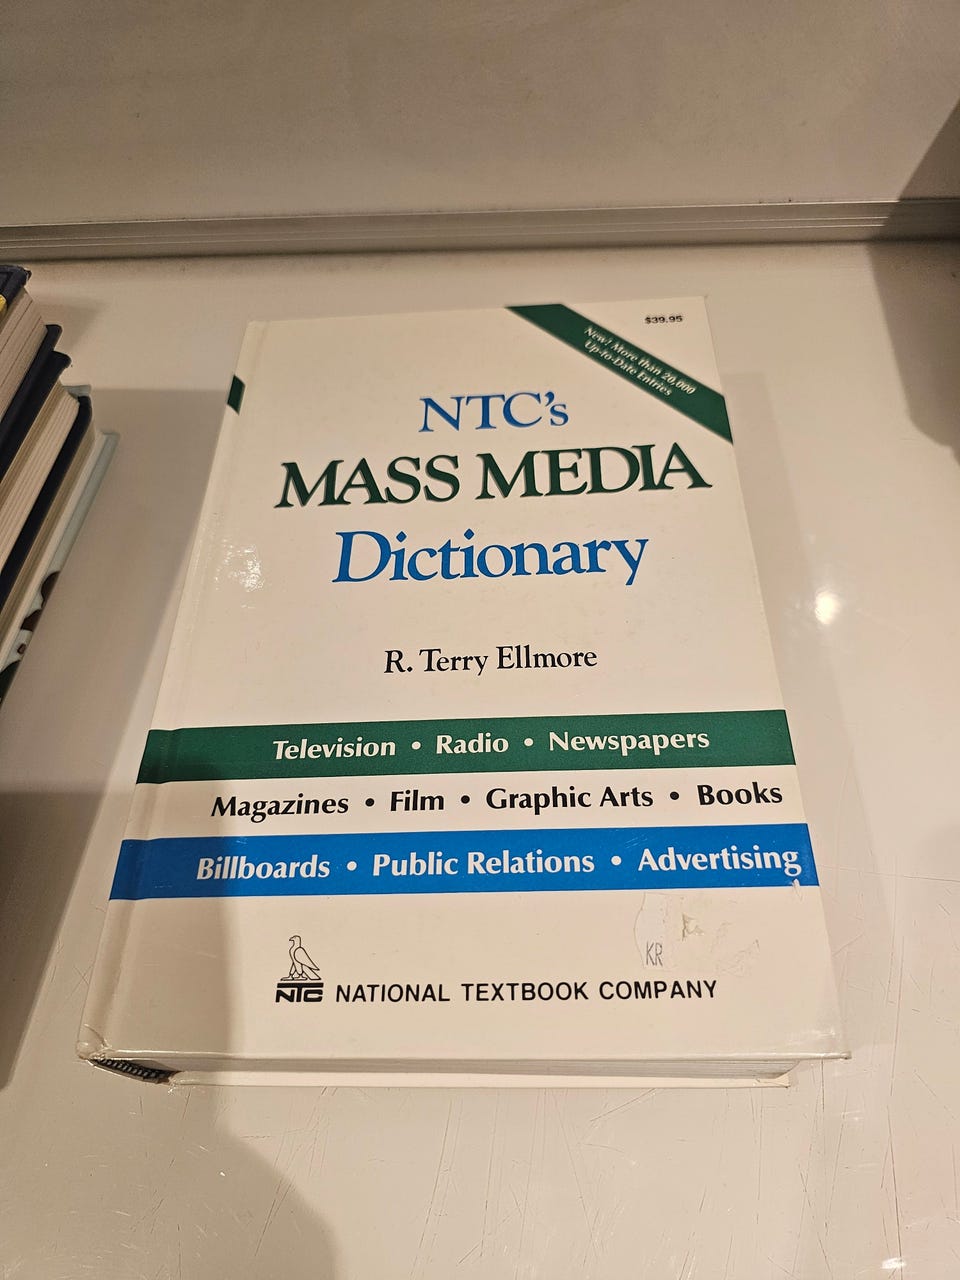 $39.95
New! More than 20,000
Up-to-Date Entries
NTC's
MASS MEDIA
Dictionary
R. Terry Ellmore
Television • Radio • Newspapers
Magazines • Film • Graphic Arts • Books
Billboards • Public Relations • Advertising
KR
NTC NATIONAL TEXTBOOK COMPANY